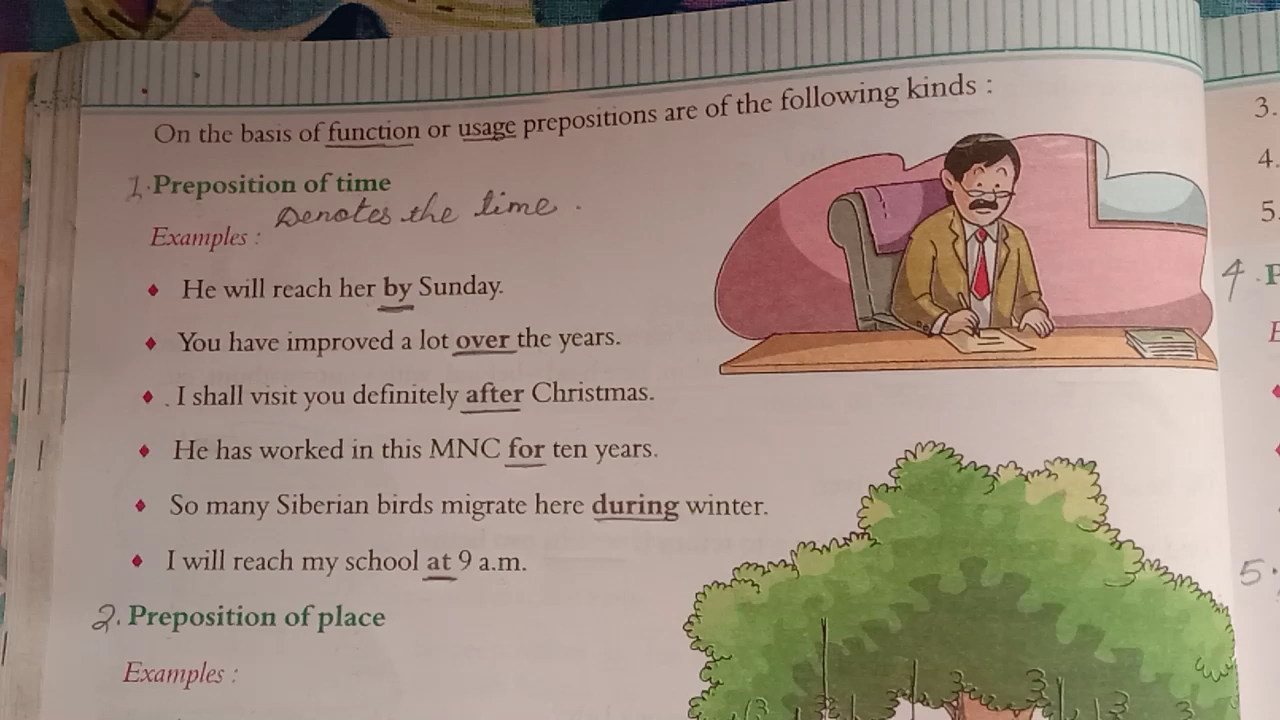 On the basis of function or usage prepositions are of the following kinds :
1. Preposition of time
Denotes the time.
Examples :
He will reach her by Sunday.
You have improved a lot over the years.
I shall visit you definitely after Christmas.
He has worked in this MNC for ten years.
So many Siberian birds migrate here during winter.
I will reach my school at 9 a.m.
2. Preposition of place
Examples :
3.
4.
5.
4.
5.